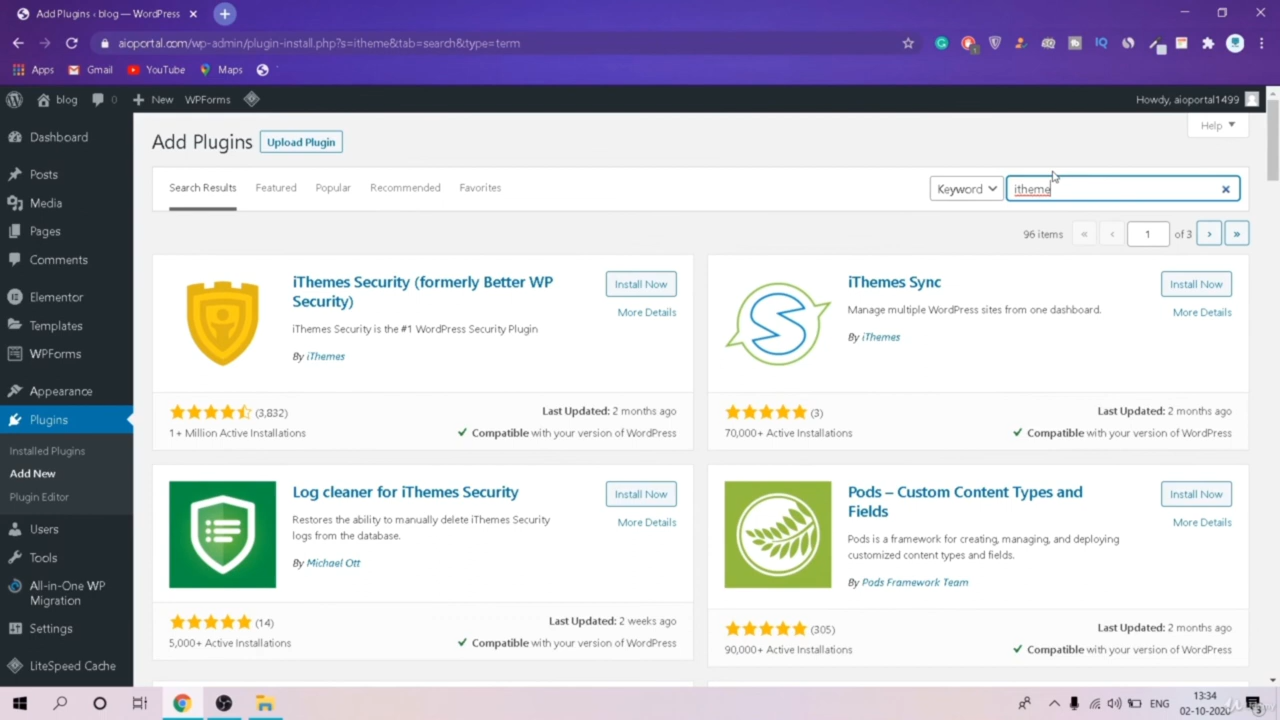 Add Plugins ‹ blog — WordPress
aioportal.com/wp-admin/plugin-install.php?s=itheme&tab=search&type=term
Apps Gmail YouTube Maps
blog 0 New WPForms Howdy, aioportal1499
Help
Add Plugins Upload Plugin
Search Results Featured Popular Recommended Favorites Keyword itheme
96 items « ‹ 1 of 3 › »
Dashboard
Posts
Media
Pages
Comments
Elementor
Templates
WPForms
Appearance
Plugins
Installed Plugins
Add New
Plugin Editor
Users
Tools
All-in-One WP
Migration
Settings
LiteSpeed Cache
iThemes Security (formerly Better WP
Security)
Install Now
More Details
iThemes Security is the #1 WordPress Security Plugin
By iThemes
(3,832)
Last Updated: 2 months ago
1+ Million Active Installations
Compatible with your version of WordPress
iThemes Sync
Install Now
More Details
Manage multiple WordPress sites from one dashboard.
By iThemes
(3)
Last Updated: 2 months ago
70,000+ Active Installations
Compatible with your version of WordPress
Log cleaner for iThemes Security
Install Now
More Details
Restores the ability to manually delete iThemes Security
logs from the database.
By Michael Ott
(14)
Last Updated: 2 weeks ago
5,000+ Active Installations
Compatible with your version of WordPress
Pods – Custom Content Types and
Fields
Install Now
More Details
Pods is a framework for creating, managing, and deploying
customized content types and fields.
By Pods Framework Team
(305)
Last Updated: 2 months ago
90,000+ Active Installations
Compatible with your version of WordPress
ENG
13:34
02-10-2020